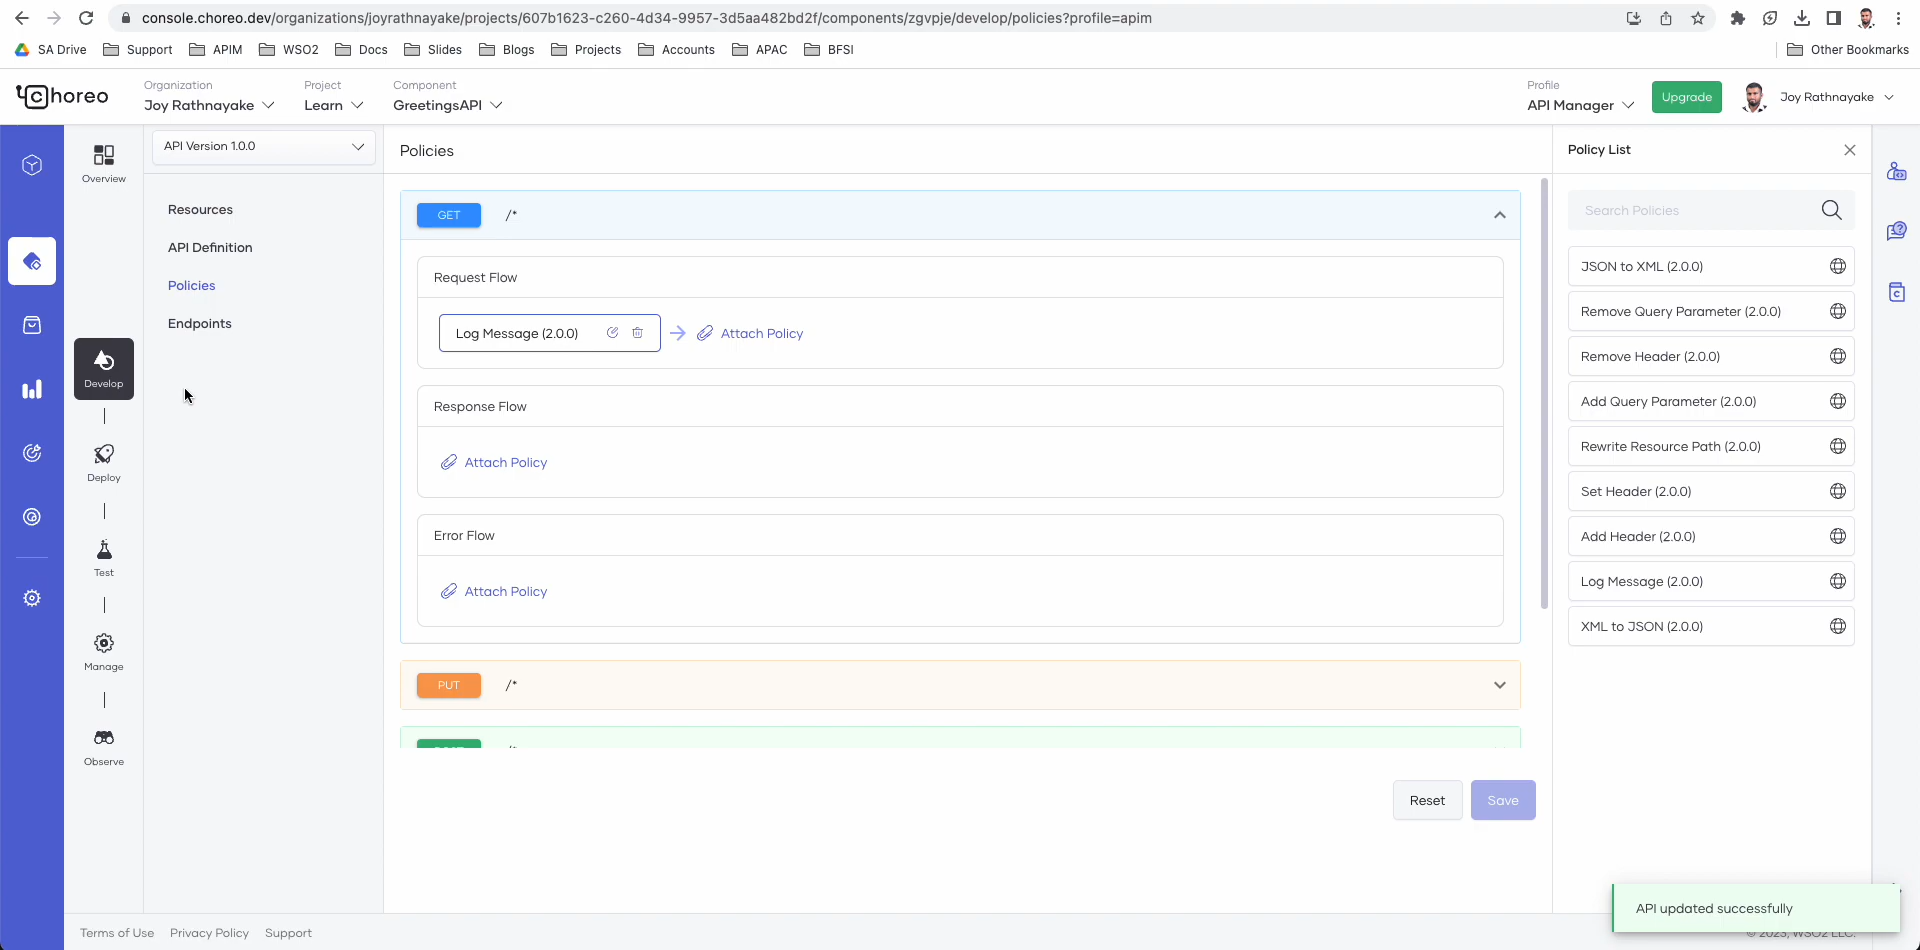 console.choreo.dev/organizations/joyrathnayake/projects/607b1623-c260-4d34-9957-3d5aa482bd2f/components/zgvpje/develop/policies?profile=apim
SA Drive Support APIM WSO2 Docs Slides Blogs Projects Accounts APAC BFSI Other Bookmarks
Choreo
Organization
Joy Rathnayake
Project
Learn
Component
GreetingsAPI
Profile
API Manager
Upgrade
Joy Rathnayake
Overview
Develop
Deploy
Test
Manage
Observe
API Version 1.0.0
Resources
API Definition
Policies
Endpoints
Policies
GET /*
Request Flow
Log Message (2.0.0) Attach Policy
Response Flow
Attach Policy
Error Flow
Attach Policy
PUT /*
Reset Save
Policy List
Search Policies
JSON to XML (2.0.0)
Remove Query Parameter (2.0.0)
Remove Header (2.0.0)
Add Query Parameter (2.0.0)
Rewrite Resource Path (2.0.0)
Set Header (2.0.0)
Add Header (2.0.0)
Log Message (2.0.0)
XML to JSON (2.0.0)
API updated successfully
Terms of Use Privacy Policy Support
© 2023, WSO2 LLC.